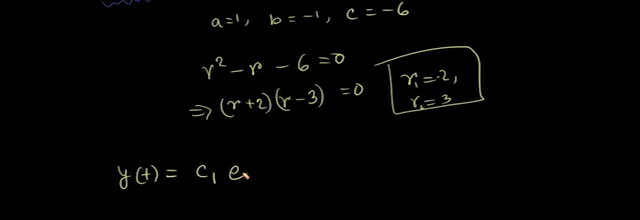 a=1, b=-1, c=-6
r² - r - 6 = 0
⇒ (r+2)(r-3) = 0
r₁=-2,
r₂=3
y(t) = c₁ e